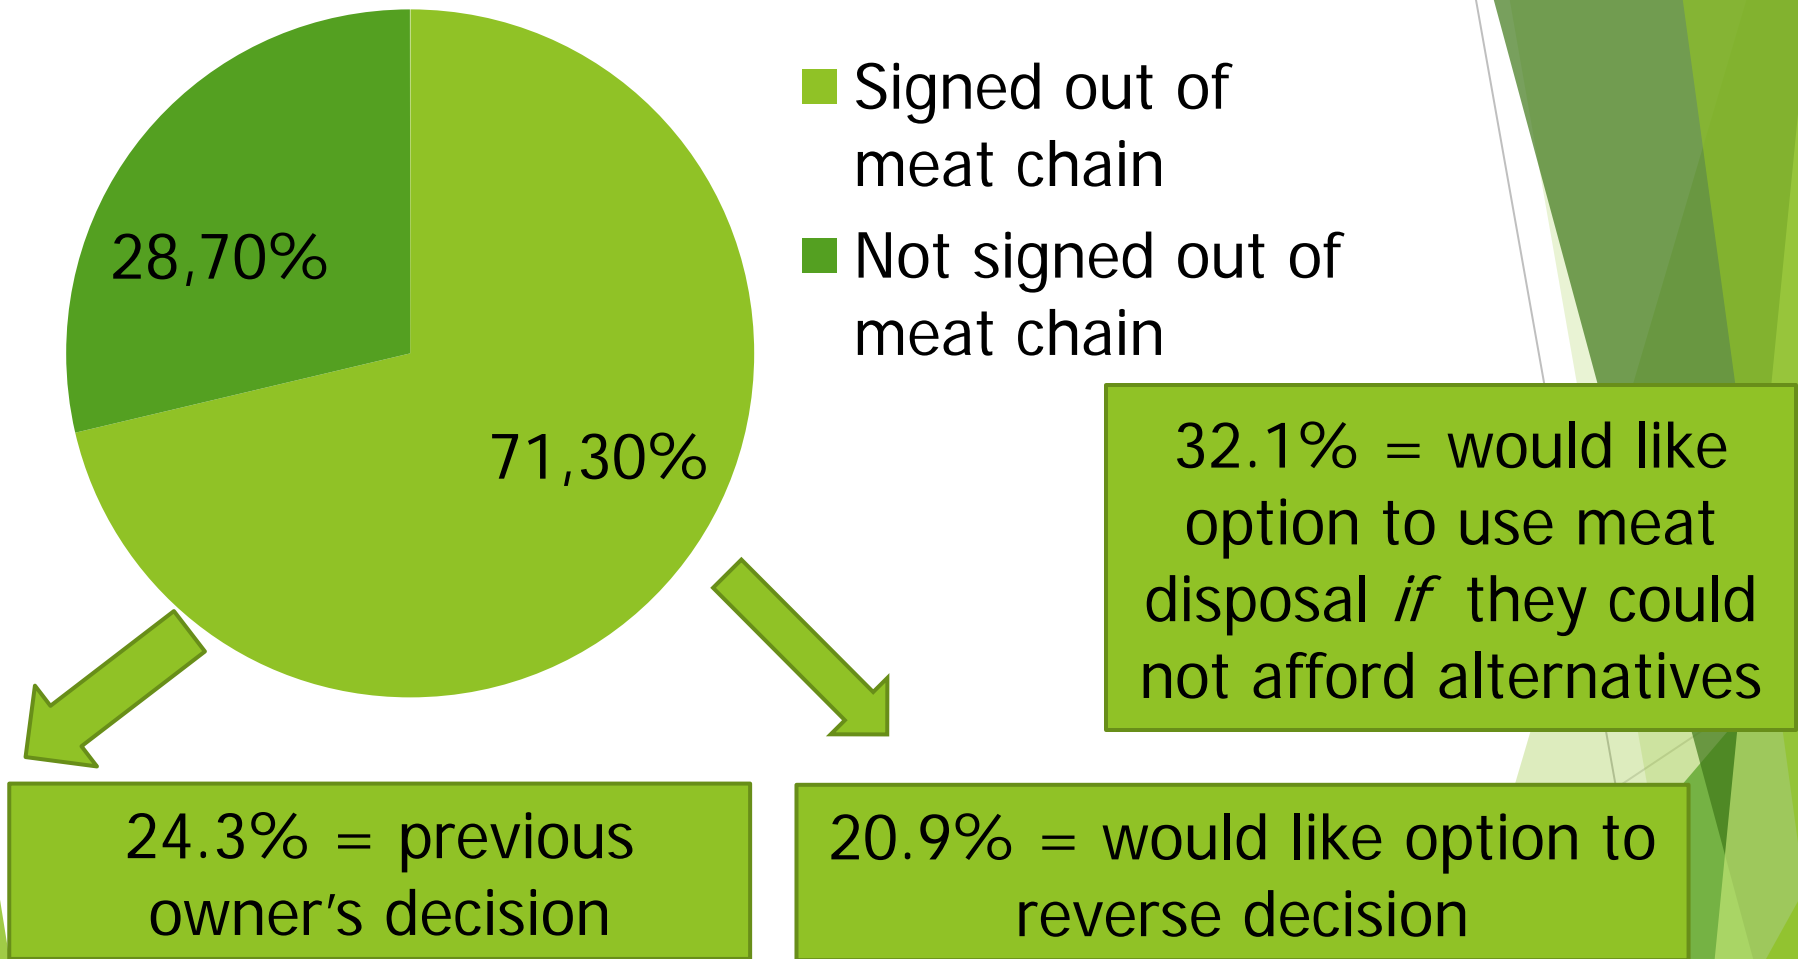 28,70%
71,30%
Signed out of
meat chain
Not signed out of
meat chain
32.1% = would like
option to use meat
disposal if they could
not afford alternatives
24.3% = previous
owner’s decision
20.9% = would like option to
reverse decision